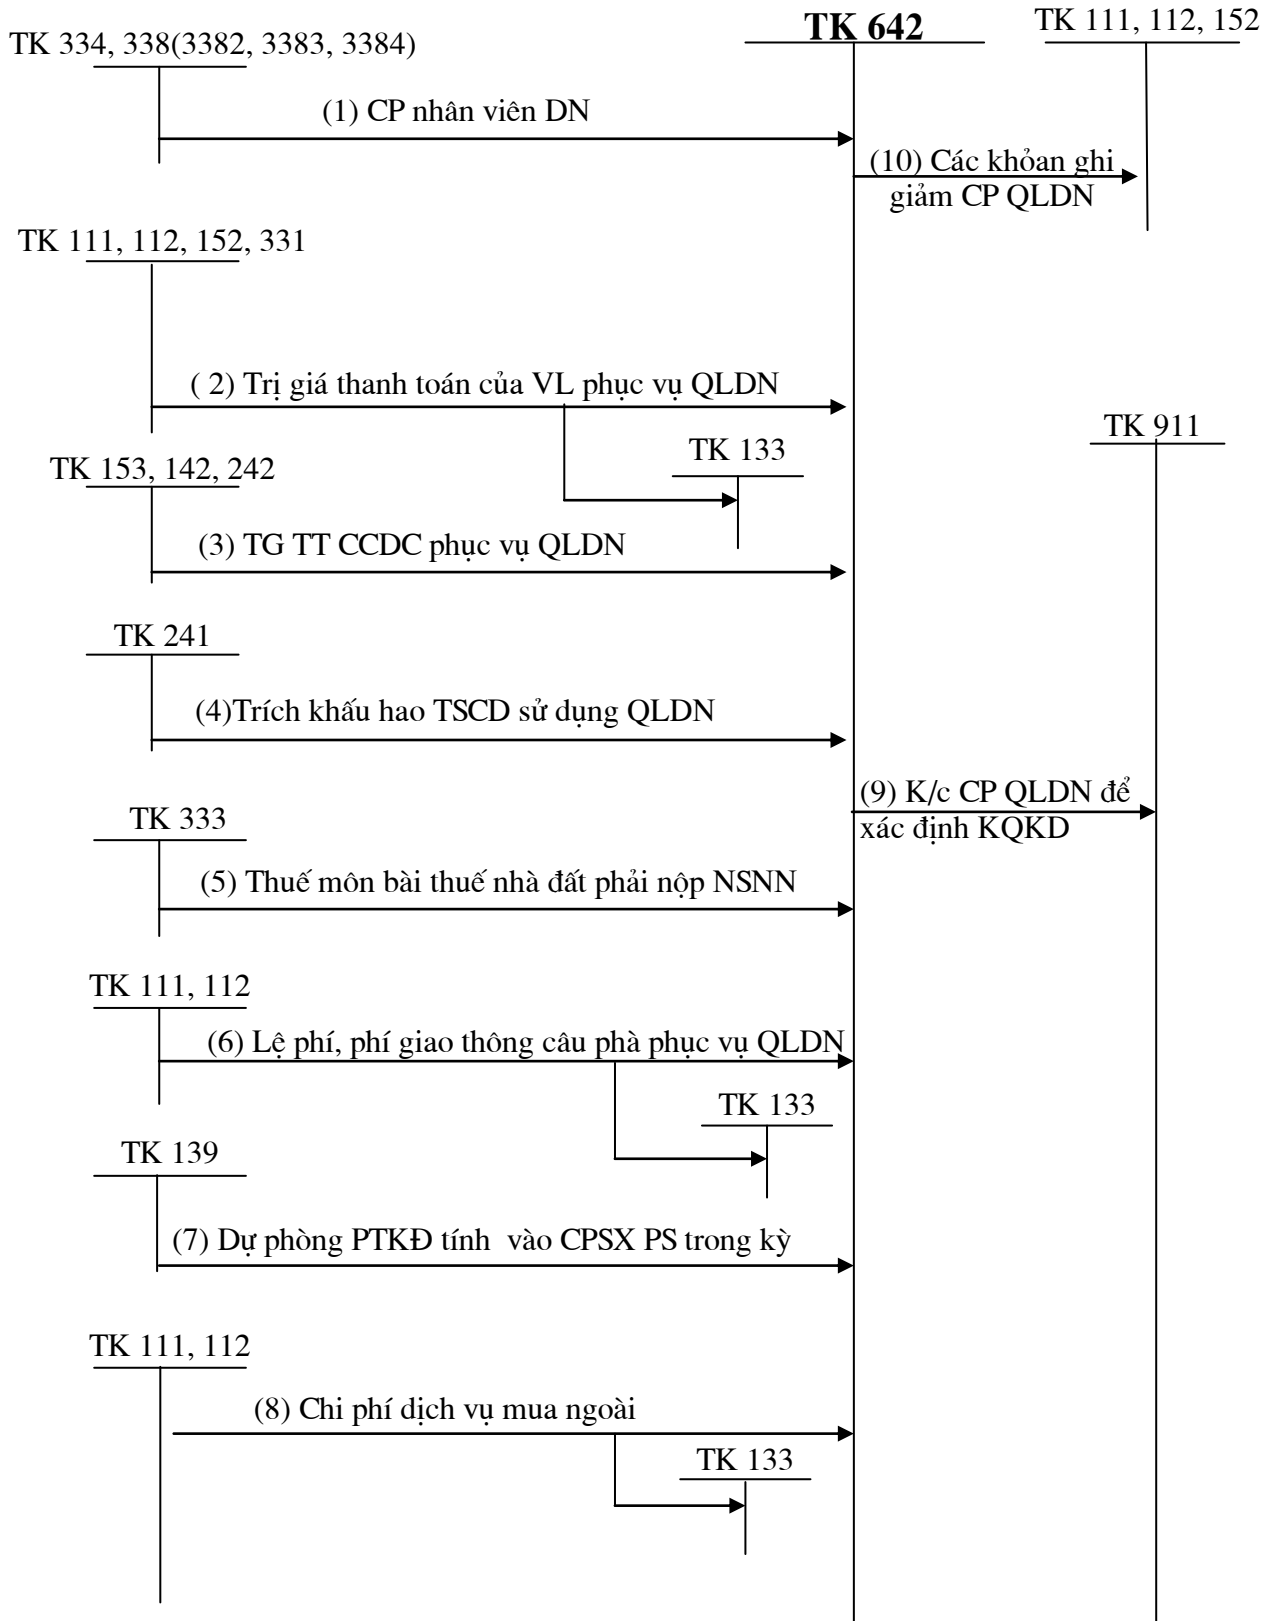 TK 334, 338(3382, 3383, 3384)
TK 642
TK 111, 112, 152
(1) CP nhân viên DN
(10) Các khỏan ghi
giảm CP QLDN
TK 111, 112, 152, 331
( 2) Trị giá thanh toán của VL phục vụ QLDN
TK 133
TK 911
TK 153, 142, 242
(3) TG TT CCDC phục vụ QLDN
TK 241
(4)Trích khấu hao TSCD sử dụng QLDN
(9) K/c CP QLDN để
xác định KQKD
TK 333
(5) Thuế môn bài thuế nhà đất phải nộp NSNN
TK 111, 112
(6) Lệ phí, phí giao thông câu phà phục vụ QLDN
TK 133
TK 139
(7) Dự phòng PTKĐ tính  vào CPSX PS trong kỳ
TK 111, 112
(8) Chi phí dịch vụ mua ngoài
TK 133